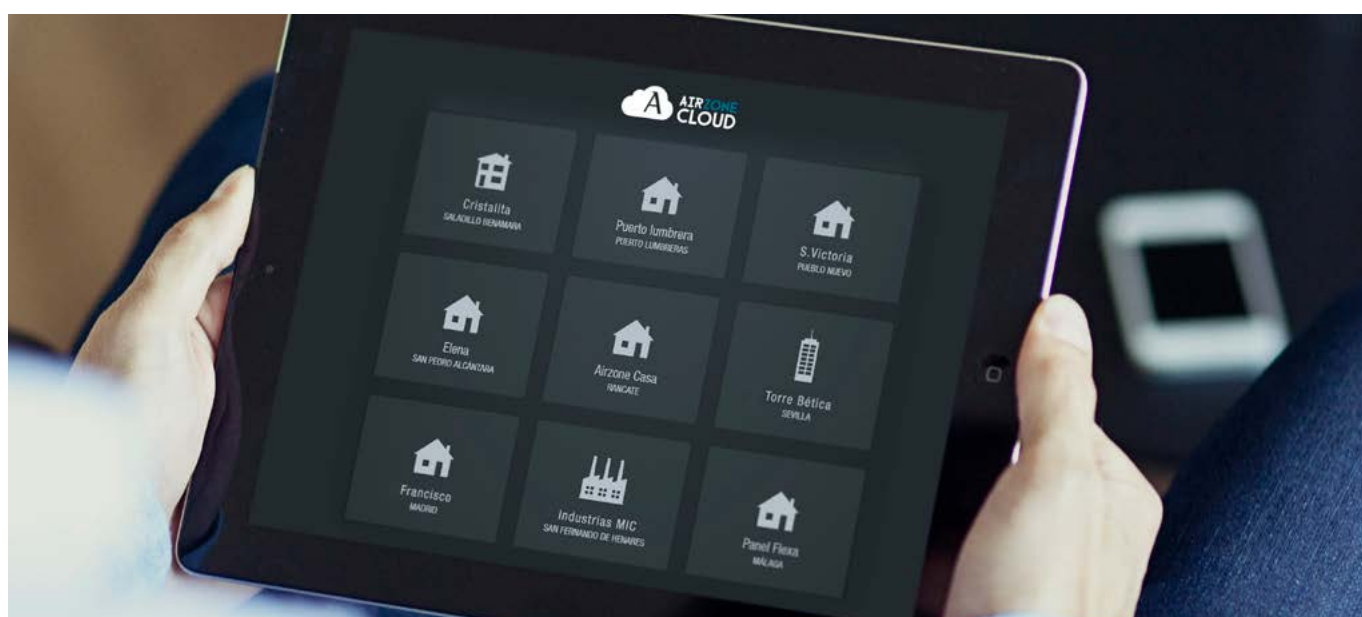 A AIRZONE
CLOUD
Cristalita
SALADILLO BENAMARA
Puerto lumbrera
PUERTO LUMBRERAS
S.Victoria
PUEBLO NUEVO
Elena
SAN PEDRO ALCÁNTARA
Airzone Casa
RANCATE
Torre Bética
SEVILLA
Francisco
MADRID
Industrias MIC
SAN FERNANDO DE HENARES
Panel Flexa
MÁLAGA